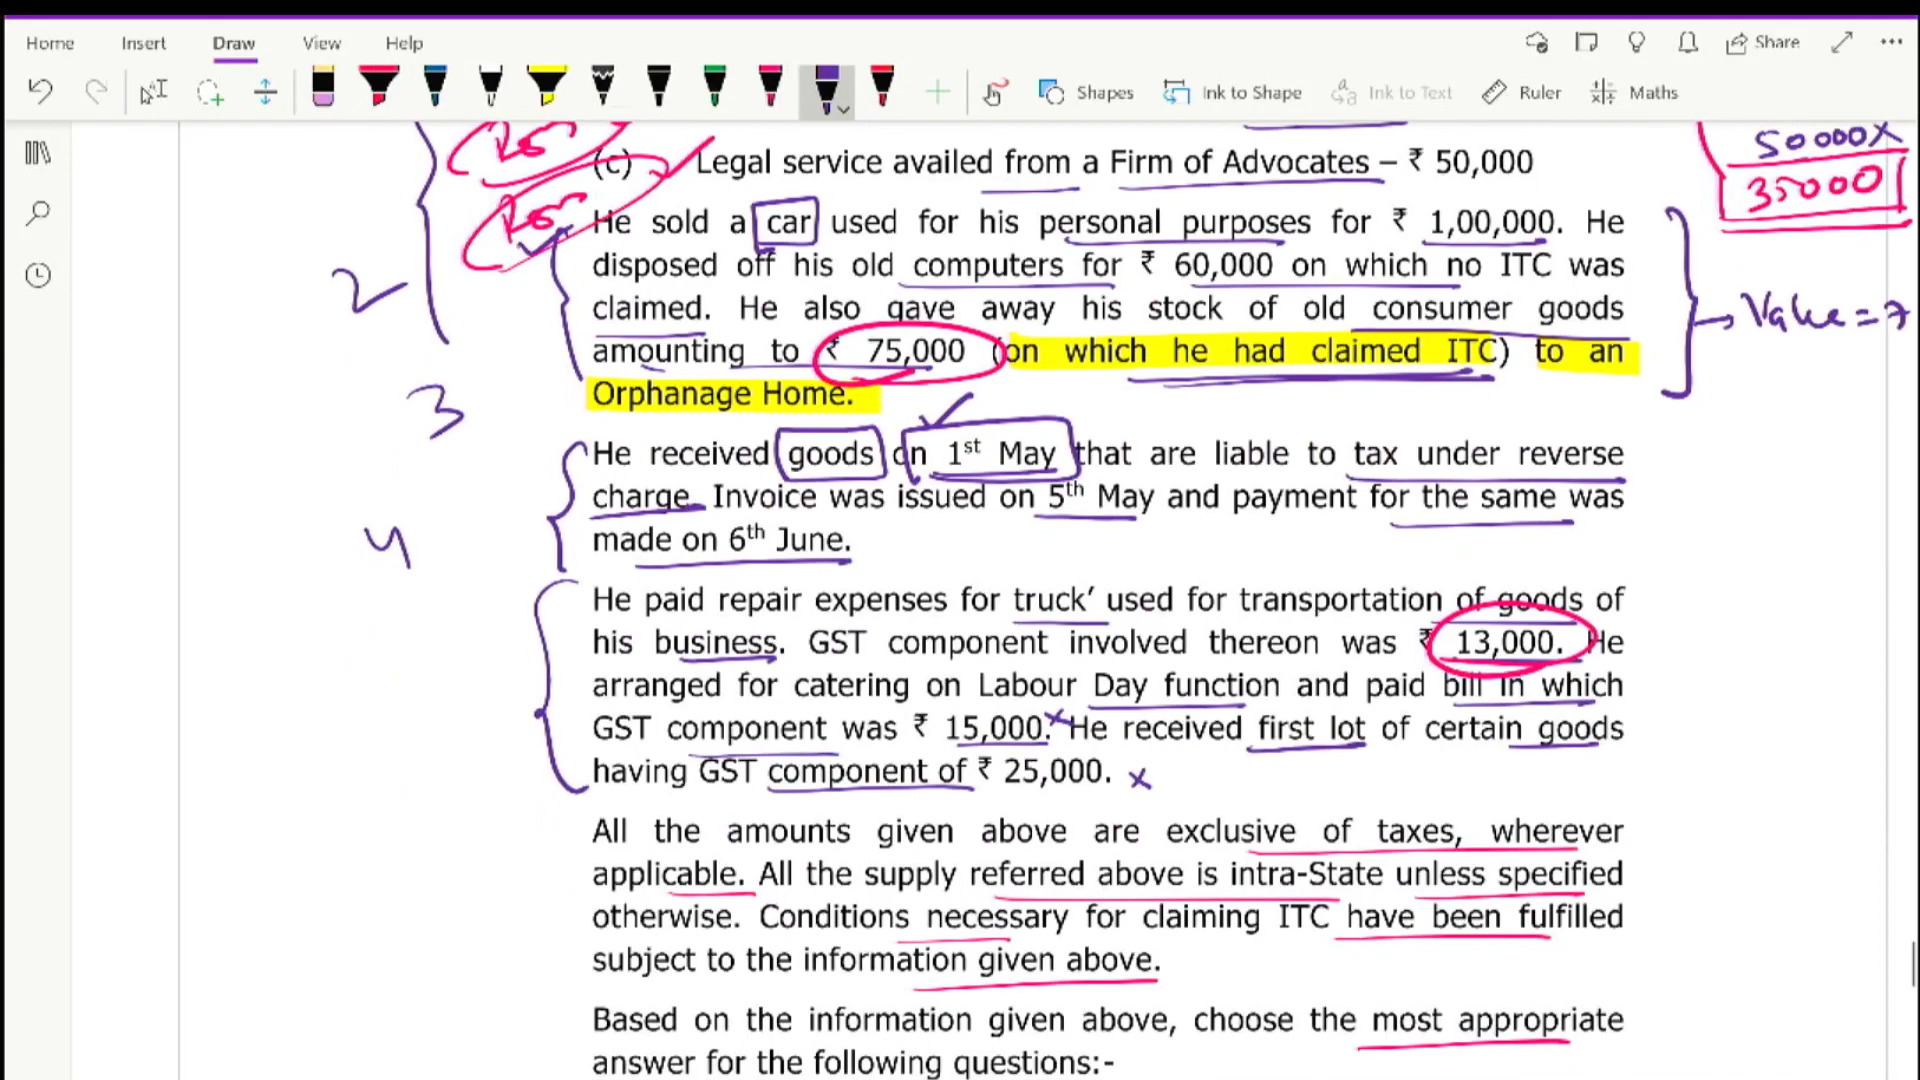 Home Insert Draw View Help Share
Shapes Ink to Shape Ink to Text Ruler Maths
50000X
(c) Legal service availed from a Firm of Advocates – ₹ 50,000
35000
He sold a car used for his personal purposes for ₹ 1,00,000. He
disposed off his old computers for ₹ 60,000 on which no ITC was
2
claimed. He also gave away his stock of old consumer goods
Value =
amounting to ₹ 75,000 (on which he had claimed ITC) to an
Orphanage Home.
3
He received goods on 1st May that are liable to tax under reverse
charge. Invoice was issued on 5th May and payment for the same was
made on 6th June.
4
He paid repair expenses for truck’ used for transportation of goods of
his business. GST component involved thereon was ₹ 13,000. He
arranged for catering on Labour Day function and paid bill in which
GST component was ₹ 15,000. He received first lot of certain goods
having GST component of ₹ 25,000. x
All the amounts given above are exclusive of taxes, wherever
applicable. All the supply referred above is intra-State unless specified
otherwise. Conditions necessary for claiming ITC have been fulfilled
subject to the information given above.
Based on the information given above, choose the most appropriate
answer for the following questions:-